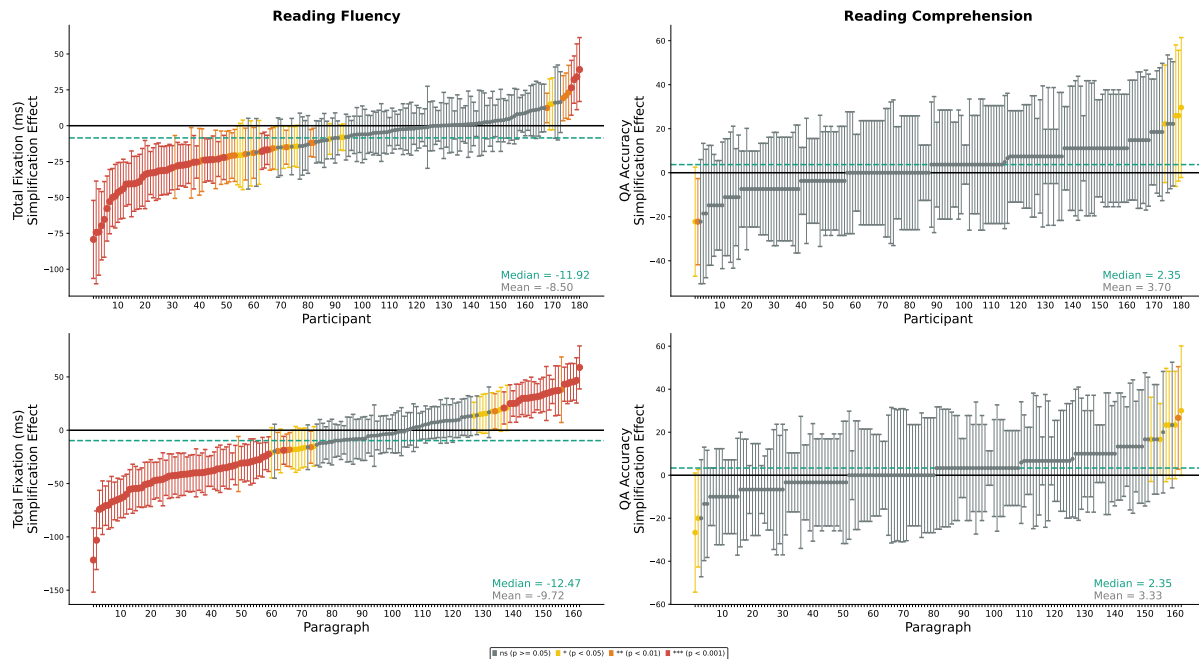 Reading Fluency
Total Fixation (ms)
Simplification Effect
50
25
0
−25
−50
−75
−100
Median = -11.92
Mean = -8.50
10 20 30 40 50 60 70 80 90 100 110 120 130 140 150 160 170 180
Participant
Reading Comprehension
QA Accuracy
Simplification Effect
60
40
20
0
−20
−40
Median = 2.35
Mean = 3.70
10 20 30 40 50 60 70 80 90 100 110 120 130 140 150 160 170 180
Participant
Total Fixation (ms)
Simplification Effect
50
0
−50
−100
−150
Median = -12.47
Mean = -9.72
10 20 30 40 50 60 70 80 90 100 110 120 130 140 150 160
Paragraph
QA Accuracy
Simplification Effect
60
40
20
0
−20
−40
−60
Median = 2.35
Mean = 3.33
10 20 30 40 50 60 70 80 90 100 110 120 130 140 150 160
Paragraph
ns (p >= 0.05) * (p < 0.05) ** (p < 0.01) *** (p < 0.001)